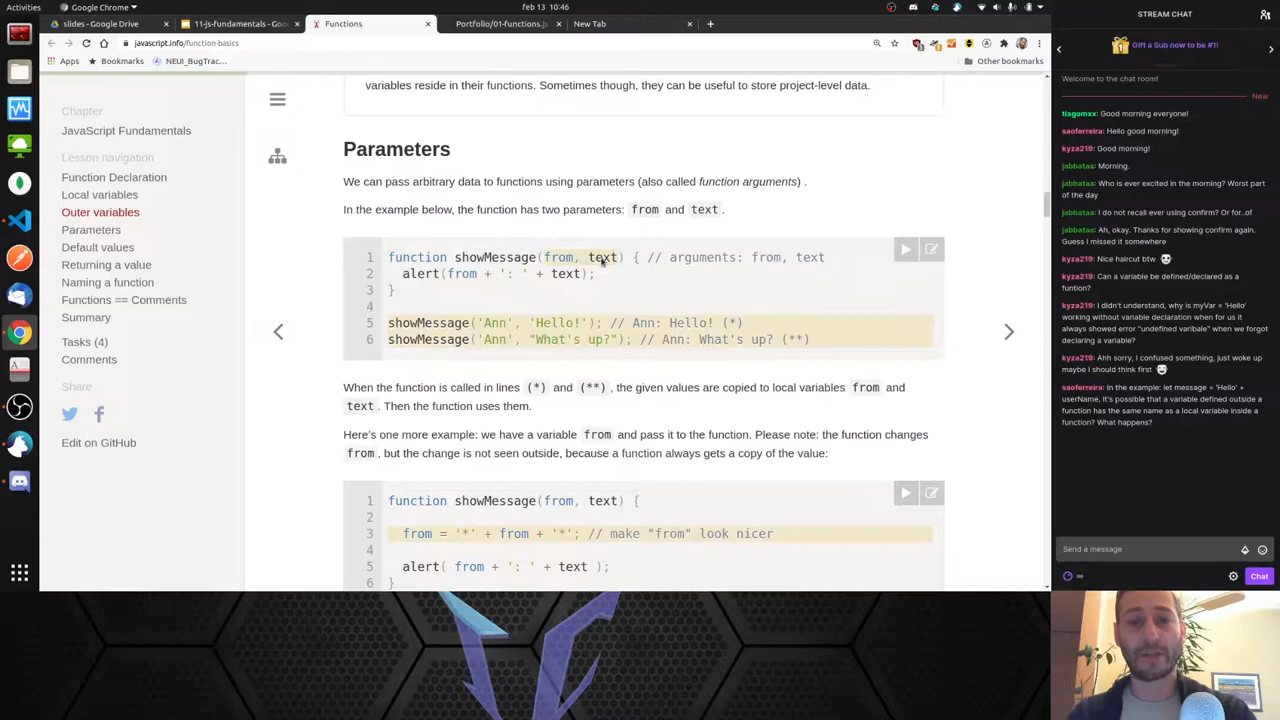 Activities
Google Chrome
Feb 10 10:46
slides - Google Drive
11-js-fundamentals - Goo
Functions
Portfolio/01-functions.js
New Tab
javascript.info/function-basics
Apps
Bookmarks
NEUI_BugTrac...
Other bookmarks
Chapter
JavaScript Fundamentals
Lesson navigation
Function Declaration
Local variables
Outer variables
Parameters
Default values
Returning a value
Naming a function
Functions == Comments
Summary
Tasks (4)
Comments
Share
Edit on GitHub
variables reside in their functions. Sometimes though, they can be useful to store project-level data.
Parameters
We can pass arbitrary data to functions using parameters (also called function arguments) .
In the example below, the function has two parameters: from and text.
1 function showMessage(from, text) { // arguments: from, text
2 alert(from + ': ' + text);
3 }
4
5 showMessage('Ann', 'Hello!'); // Ann: Hello! (*)
6 showMessage('Ann', "What's up?"); // Ann: What's up? (**)
When the function is called in lines (*) and (**), the given values are copied to local variables from and
text. Then the function uses them.
Here's one more example: we have a variable from and pass it to the function. Please note: the function changes
from, but the change is not seen outside, because a function always gets a copy of the value:
1 function showMessage(from, text) {
2
3 from = '*' + from + '*'; // make "from" look nicer
4
5 alert( from + ': ' + text );
6 }
STREAM CHAT
Gift a Sub now to be #1!
Welcome to the chat room!
New
tiagomxx: Good morning everyone!
saoferreira: Hello good morning!
kyza219: Good morning!
jabbataa: Morning.
jabbataa: Who is ever excited in the morning? Worst part
of the day
jabbataa: I do not recall ever using confirm? Or for..of
jabbataa: Ah, okay. Thanks for showing confirm again.
Guess I missed it somewhere
kyza219: Nice haircut btw
kyza219: Can a variable be defined/declared as a
funtion?
kyza219: I didn't understand, why is myVar = 'Hello'
working without variable declaration when for us it
always showed error "undefined varibale" when we forgot
declaring a variable?
kyza219: Ahh sorry, I confused something, just woke up
maybe I should think first
saoferreira: In the example: let message = 'Hello' +
userName, It's possible that a variable defined outside a
function has the same name as a local variable inside a
function? What happens?
Send a message
Chat